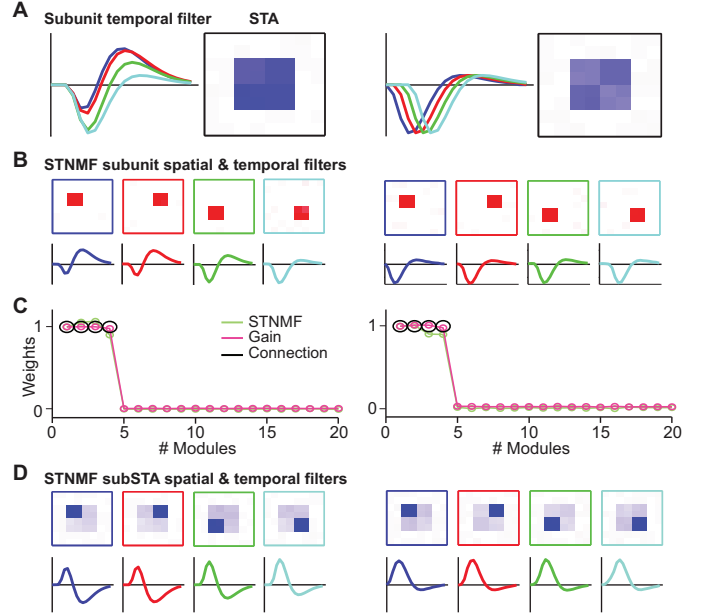 A
Subunit temporal filter
STA
B
STNMF subunit spatial & temporal filters
C
Weights
1
0
STNMF
Gain
Connection
0 5 10 15 20
# Modules
1
0
0 5 10 15 20
# Modules
D
STNMF subSTA spatial & temporal filters